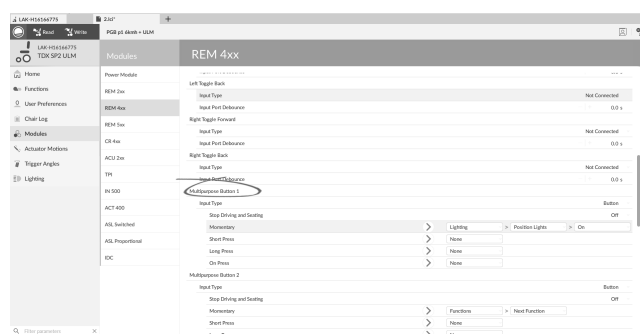 LAK-H16166775
2.lci*
+
Read
Write
PGB p5 6kmh + ULM
LAK-H16166775
TDX SP2 ULM
Modules
REM 4xx
Home
Functions
User Preferences
Chair Log
Modules
Actuator Motions
Trigger Angles
Lighting
Filter parameters
Power Module
REM 2xx
REM 4xx
REM 5xx
CR 4xx
ACU 2xx
TPI
IN 500
ACT 400
ASL Switched
ASL Proportional
IDC
Left Toggle Back
Input Type Not Connected
Input Port Debounce 0.0 s
Right Toggle Forward
Input Type Not Connected
Input Port Debounce 0.0 s
Right Toggle Back
Input Type Not Connected
Input Port Debounce 0.0 s
Multipurpose Button 1
Input Type Button
Stop Driving and Seating Off
Momentary > Lighting > Position Lights > On
Short Press > None
Long Press > None
On Press > None
Multipurpose Button 2
Input Type Button
Stop Driving and Seating Off
Momentary > Functions > Next Function
Short Press > None